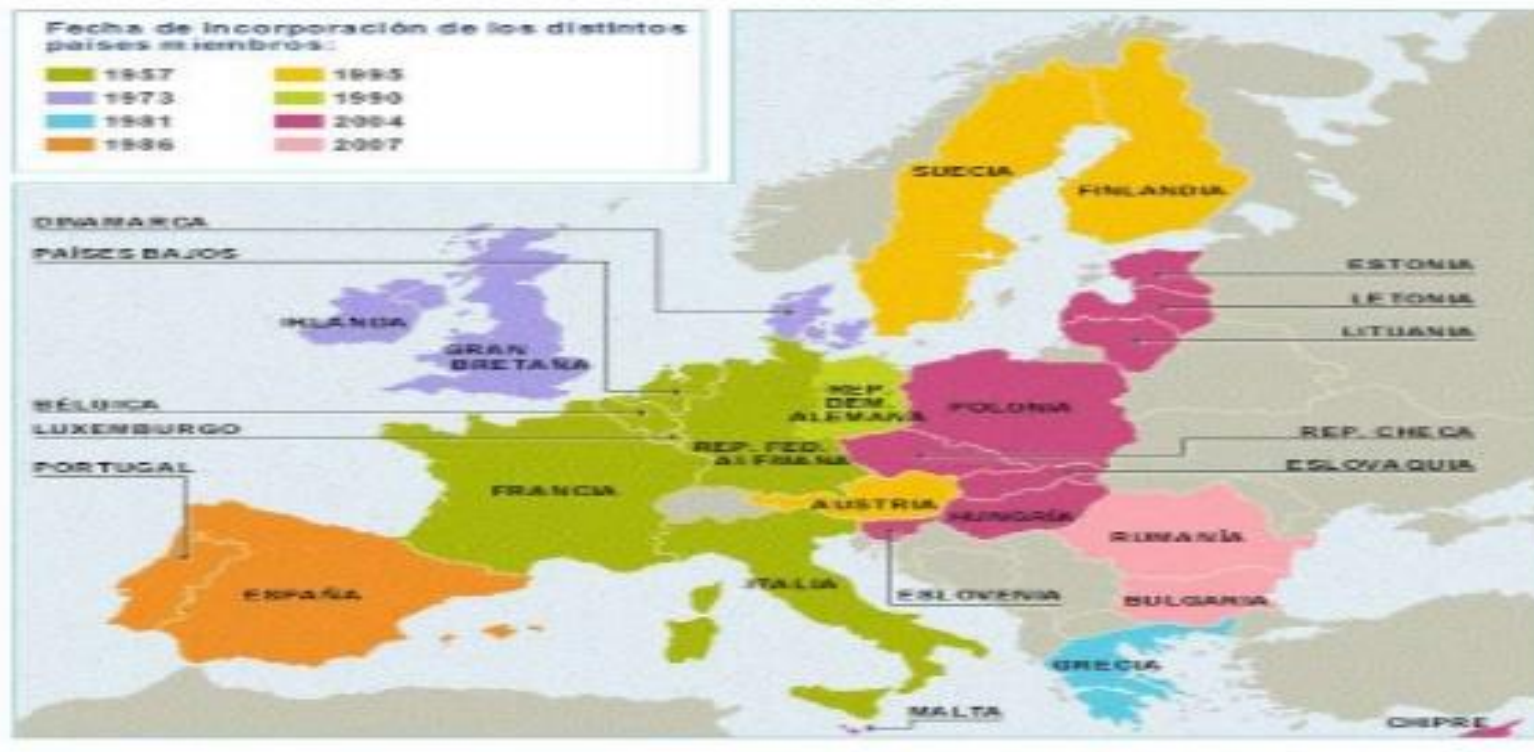 Fecha de incorporación de los distintos
países miembros:
1957
1973
1981
1986
1995
1990
2004
2007
DINAMARCA
PAÍSES BAJOS
IRLANDA
GRAN
BRETAÑA
BÉLGICA
LUXEMBURGO
PORTUGAL
ESPAÑA
FRANCIA
SUECIA
FINLANDIA
ESTONIA
LETONIA
LITUANIA
REP.
DEM.
ALEMANA
REP. FED.
ALEMANA
POLONIA
REP. CHECA
ESLOVAQUIA
AUSTRIA
HUNGRÍA
RUMANÍA
ITALIA
ESLOVENIA
BULGARIA
GRECIA
MALTA
CHIPRE